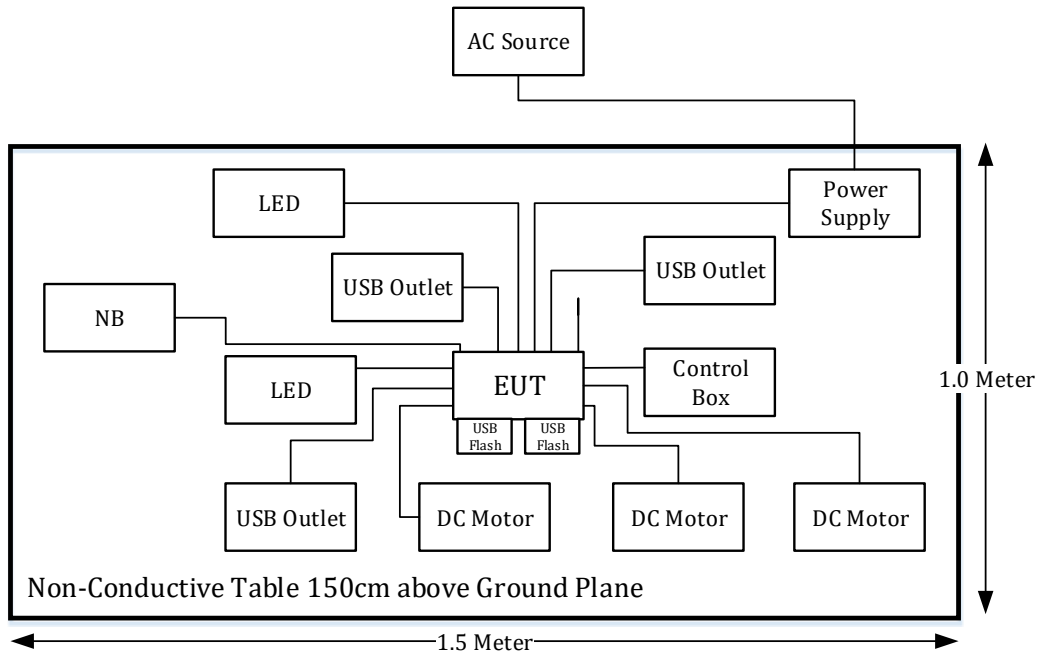 AC Source
LED
Power
Supply
USB Outlet
USB Outlet
NB
LED
EUT
Control
Box
1.0 Meter
USB
Flash
USB
Flash
USB Outlet
DC Motor
DC Motor
DC Motor
Non-Conductive Table 150cm above Ground Plane
1.5 Meter